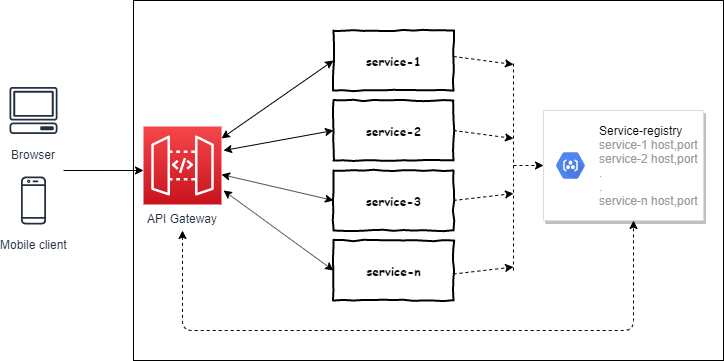 Browser
Mobile client
API Gateway
service-1
service-2
service-3
service-n
Service-registry
service-1 host,port
service-2 host,port
.
.
service-n host,port